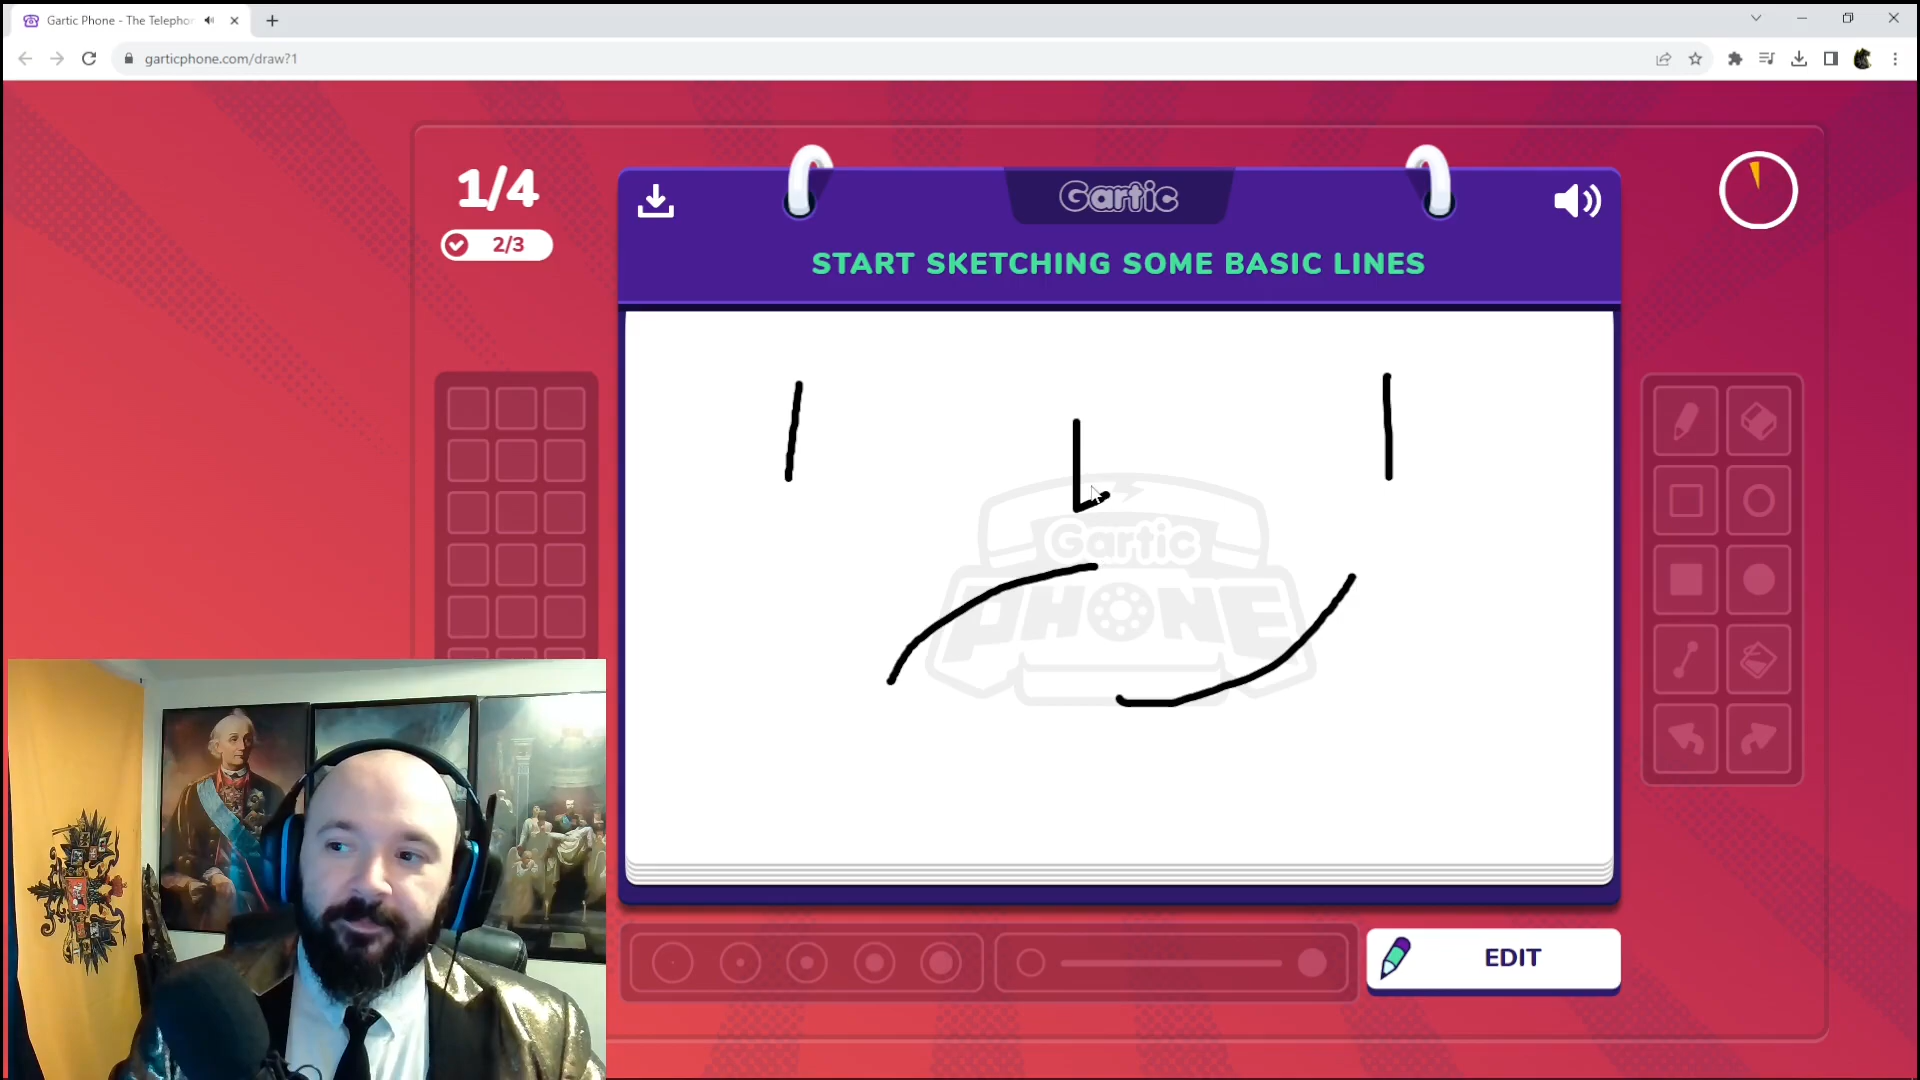 Gartic Phone - The Telephon
garticphone.com/draw?1
1/4
2/3
Gartic
START SKETCHING SOME BASIC LINES
Gartic
PHONE
EDIT